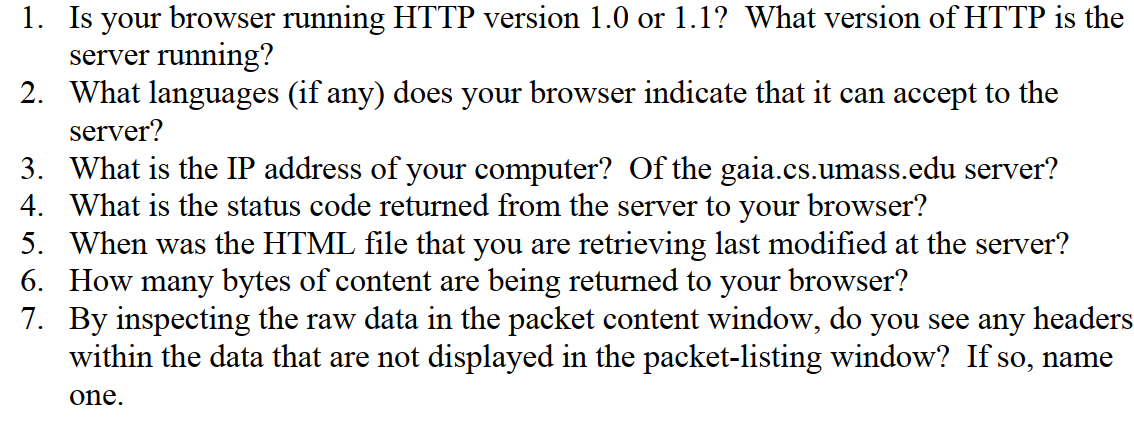 1. Is your browser running HTTP version 1.0 or 1.1? What version of HTTP is the
server running?
2. What languages (if any) does your browser indicate that it can accept to the
server?
3. What is the IP address of your computer? Of the gaia.cs.umass.edu server?
4. What is the status code returned from the server to your browser?
5. When was the HTML file that you are retrieving last modified at the server?
6. How many bytes of content are being returned to your browser?
7. By inspecting the raw data in the packet content window, do you see any headers
within the data that are not displayed in the packet-listing window? If so, name
one.